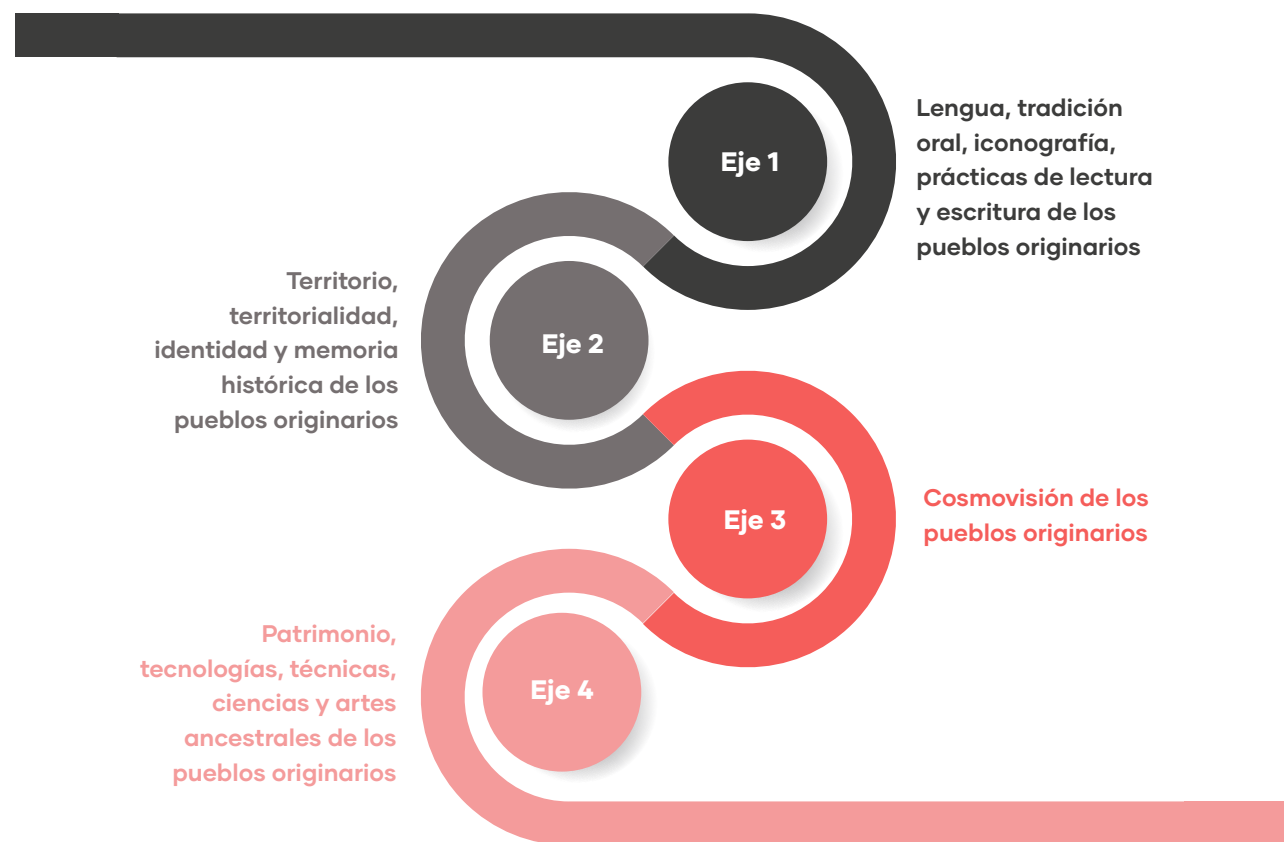 Eje 1
Lengua, tradición
oral, iconografía,
prácticas de lectura
y escritura de los
pueblos originarios
Eje 2
Territorio,
territorialidad,
identidad y memoria
histórica de los
pueblos originarios
Eje 3
Cosmovisión de los
pueblos originarios
Eje 4
Patrimonio,
tecnologías, técnicas,
ciencias y artes
ancestrales de los
pueblos originarios